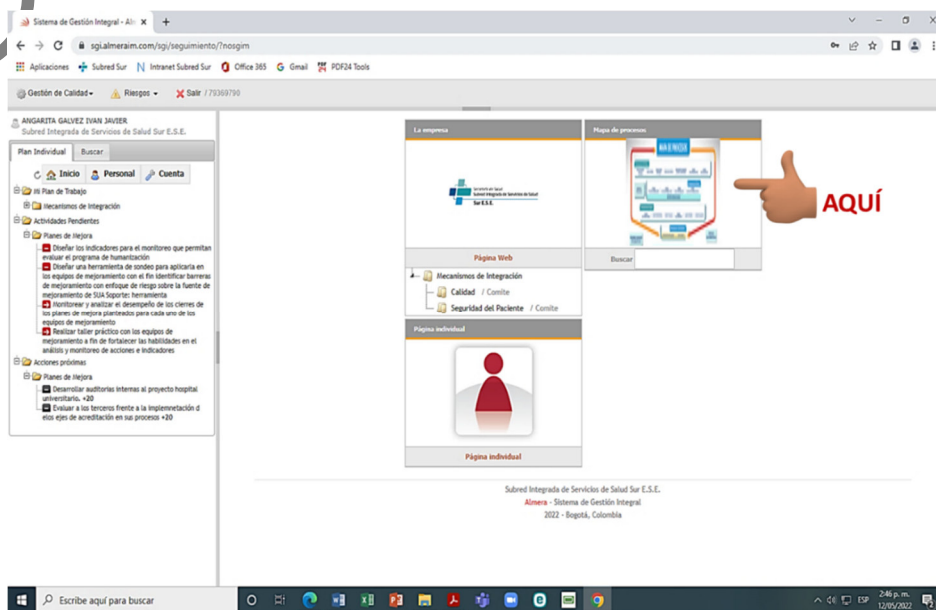 Sistema de Gestión Integral - Alm
sgi.almeraim.com/sgi/seguimiento/?nosgim
Aplicaciones
Subred Sur
Intranet Subred Sur
Office 365
Gmail
PDF24 Tools
Gestión de Calidad
Riesgos
Salir / 79369790
ANGARITA GALVEZ IVAN JAVIER
Subred Integrada de Servicios de Salud Sur E.S.E.
Plan Individual
Buscar
Inicio
Personal
Cuenta
Mi Plan de Trabajo
Mecanismos de Integración
Actividades Pendientes
Planes de Mejora
Diseñar los indicadores para el monitoreo que permitan
evaluar el programa de humanización
Diseñar una herramienta de sondeo para aplicarla en
los equipos de mejoramiento con el fin identificar barreras
de mejoramiento con enfoque de riesgo sobre la fuente de
mejoramiento de SUA Soporte: herramienta
Monitorear y analizar el desempeño de los cierres de
los planes de mejora planteados para cada uno de los
equipos de mejoramiento
Realizar taller práctico con los equipos de
mejoramiento a fin de fortalecer las habilidades en el
análisis y monitoreo de acciones e indicadores
Acciones próximas
Planes de Mejora
Desarrollar auditorias internas al proyecto hospital
universitario. +20
Evaluar a los terceros frente a la implemnetación d
elos ejes de acreditación en sus procesos +20
La empresa
Sur E.S.E.
Página Web
Mecanismos de Integración
Calidad / Comite
Seguridad del Paciente / Comite
Página individual
Página individual
Mapa de procesos
MAPA DE PROCESOS
Buscar
AQUÍ
Subred Integrada de Servicios de Salud Sur E.S.E.
Almera - Sistema de Gestión Integral
2022 - Bogotá, Colombia
Escribe aquí para buscar
ESP
2:46 p. m.
12/05/2022